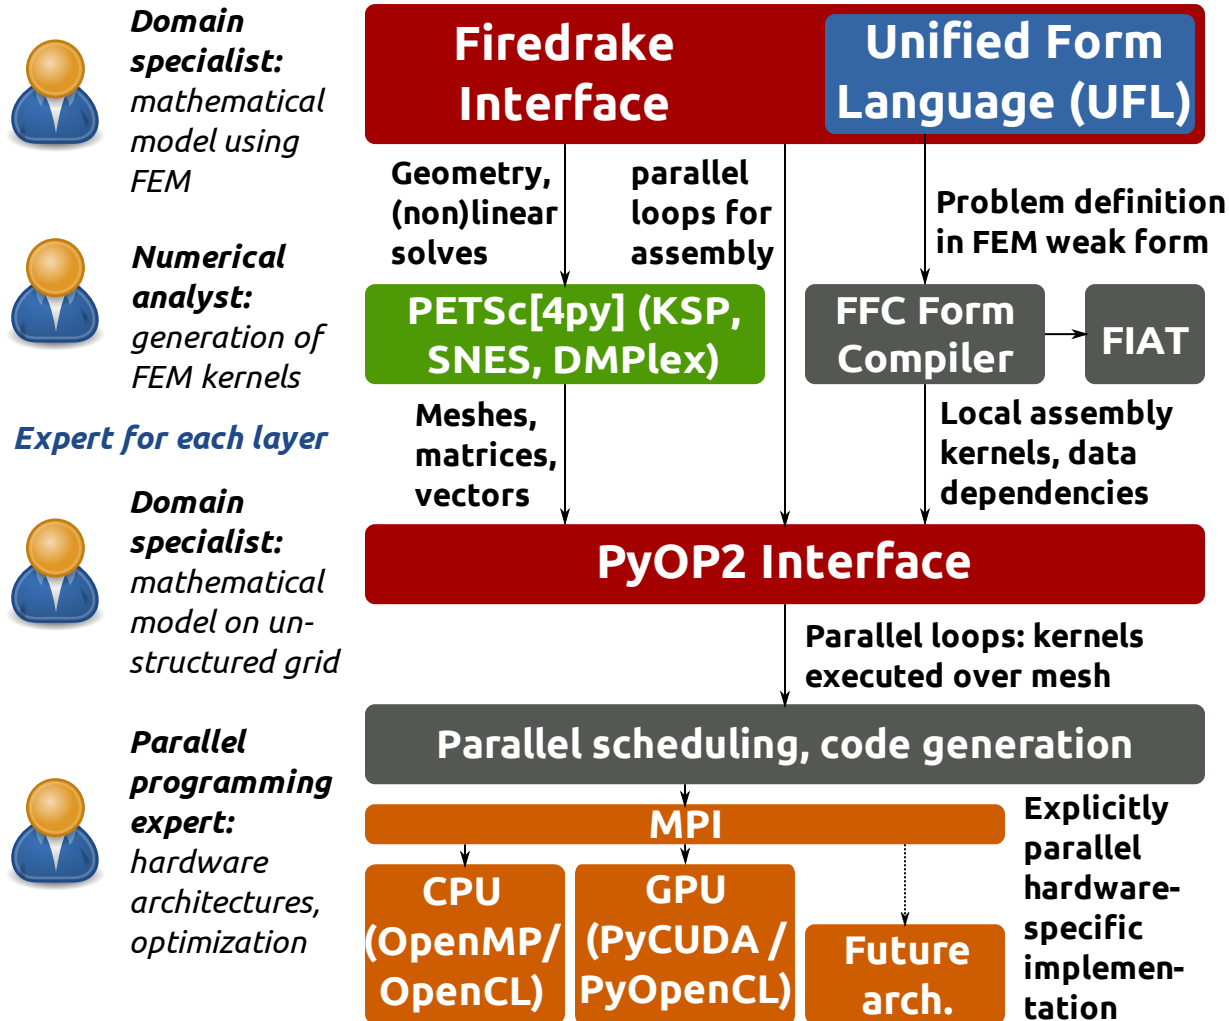 Domain
specialist:
mathematical
model using
FEM
Firedrake
Interface
Unified Form
Language (UFL)
Geometry,
(non)linear
solves
parallel
loops for
assembly
Problem definition
in FEM weak form
Numerical
analyst:
generation of
FEM kernels
PETSc[4py] (KSP,
SNES, DMPlex)
FFC Form
Compiler
FIAT
Expert for each layer
Meshes,
matrices,
vectors
Local assembly
kernels, data
dependencies
Domain
specialist:
mathematical
model on un-
structured grid
PyOP2 Interface
Parallel loops: kernels
executed over mesh
Parallel
programming
expert:
hardware
architectures,
optimization
Parallel scheduling, code generation
MPI
CPU
(OpenMP/
OpenCL)
GPU
(PyCUDA /
PyOpenCL)
Future
arch.
Explicitly
parallel
hardware-
specific
implemen-
tation